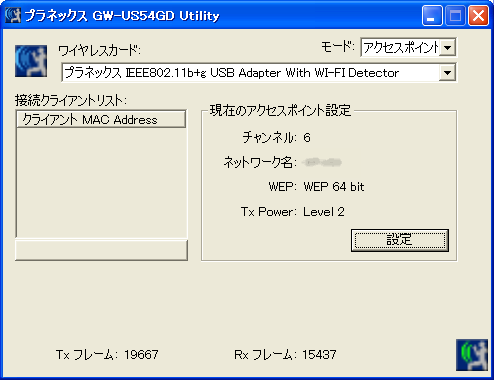 プラネックス GW-US54GD Utility
モード: アクセスポイント
ワイヤレスカード:
プラネックス IEEE802.11b+g USB Adapter With WI-FI Detector
接続クライアントリスト:
クライアント MAC Address
現在のアクセスポイント設定
チャンネル: 6
ネットワーク名:
WEP: WEP 64 bit
Tx Power: Level 2
設定
Tx フレーム: 19667
Rx フレーム: 15437